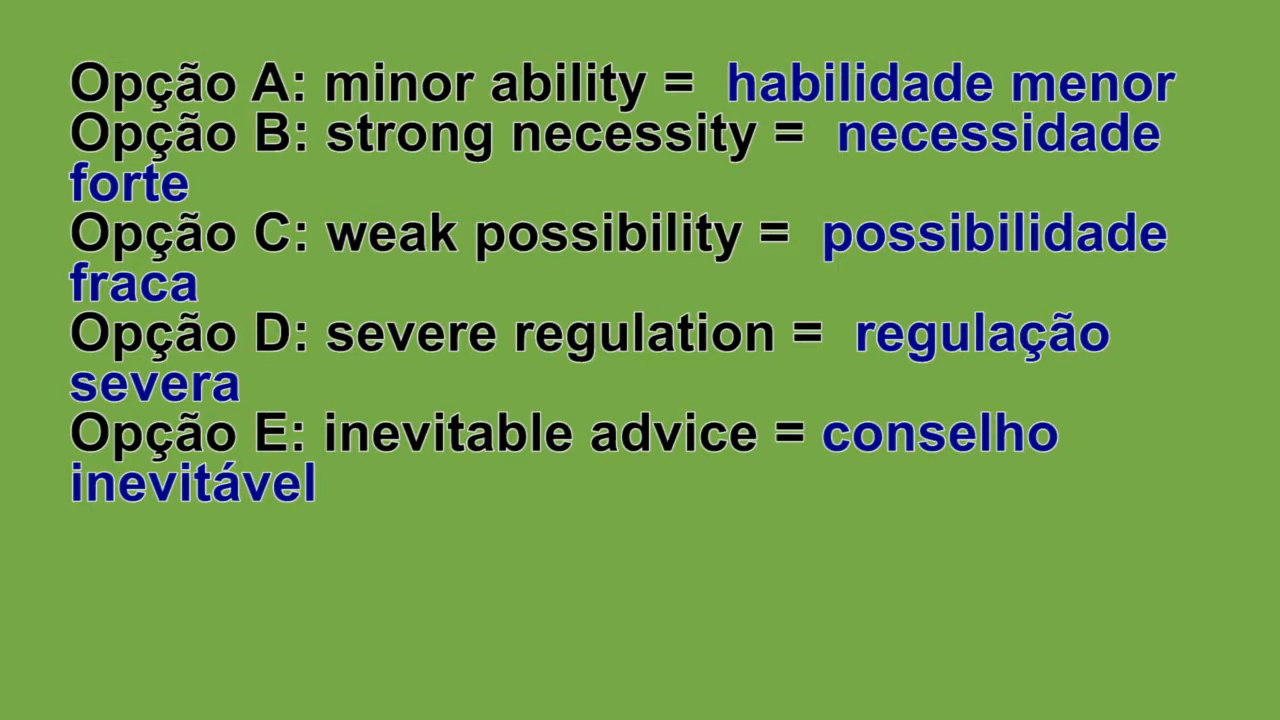 Opção A: minor ability = habilidade menor
Opção B: strong necessity = necessidade
forte
Opção C: weak possibility = possibilidade
fraca
Opção D: severe regulation = regulação
severa
Opção E: inevitable advice = conselho
inevitável